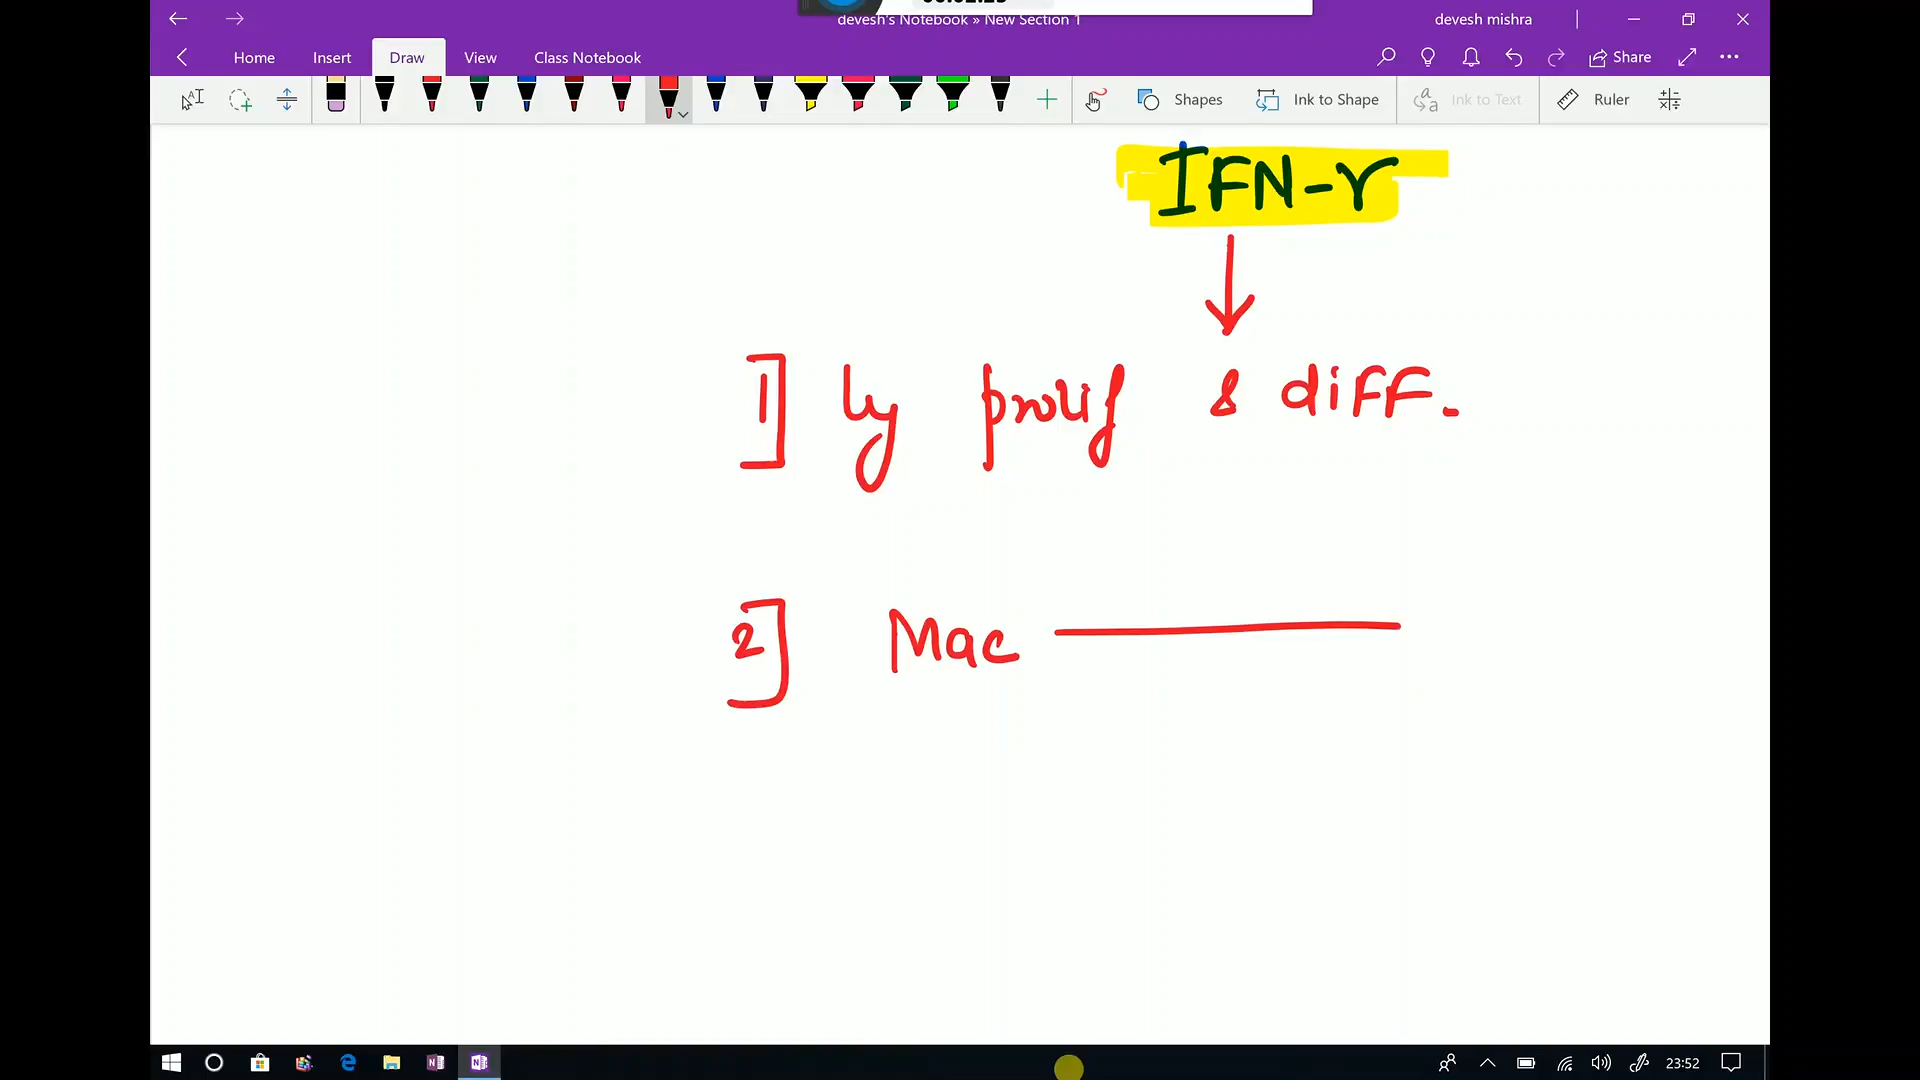 devesh's Notebook » New Section 1
devesh mishra
Home Insert Draw View Class Notebook Share
Shapes Ink to Shape Ink to Text Ruler
IFN-γ
1] ly prolif & diff.
2] Mac
23:52